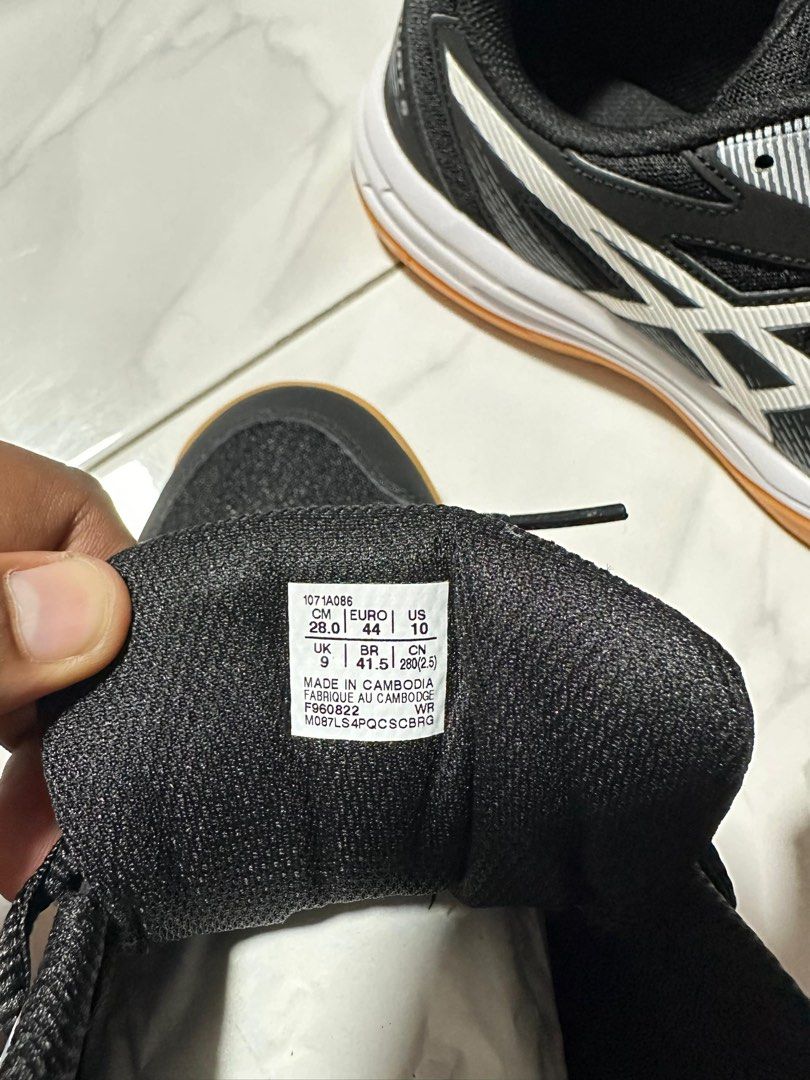 1071A086
CM EURO US
28.0 44 10
UK BR CN
9 41.5 280(2.5)
MADE IN CAMBODIA
FABRIQUE AU CAMBODGE
F960822 WR
M087LS4PQCSCBRG